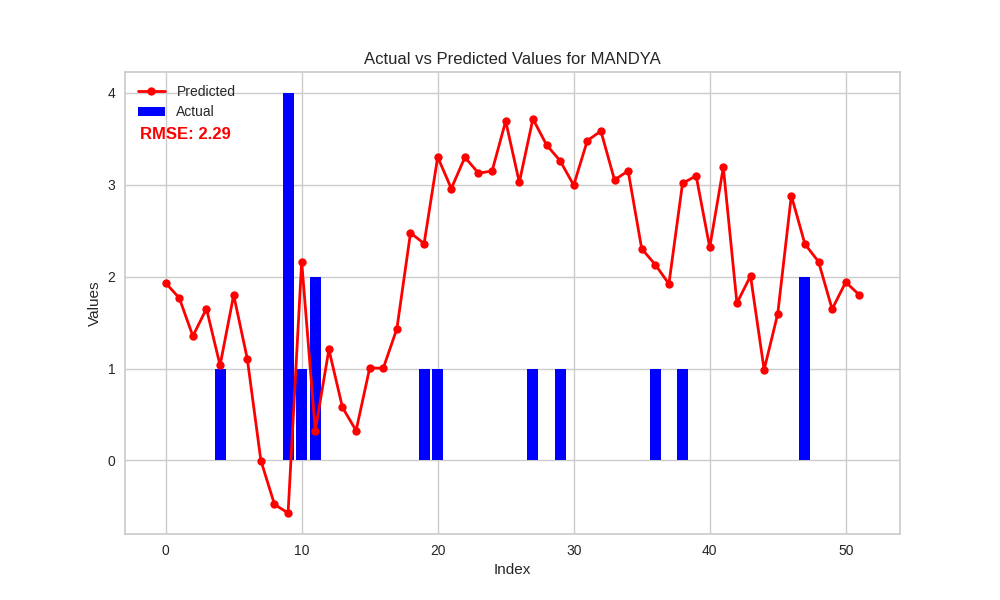 Actual vs Predicted Values for MANDYA
Predicted
Actual
RMSE: 2.29
4
3
2
1
0
Values
0 10 20 30 40 50
Index